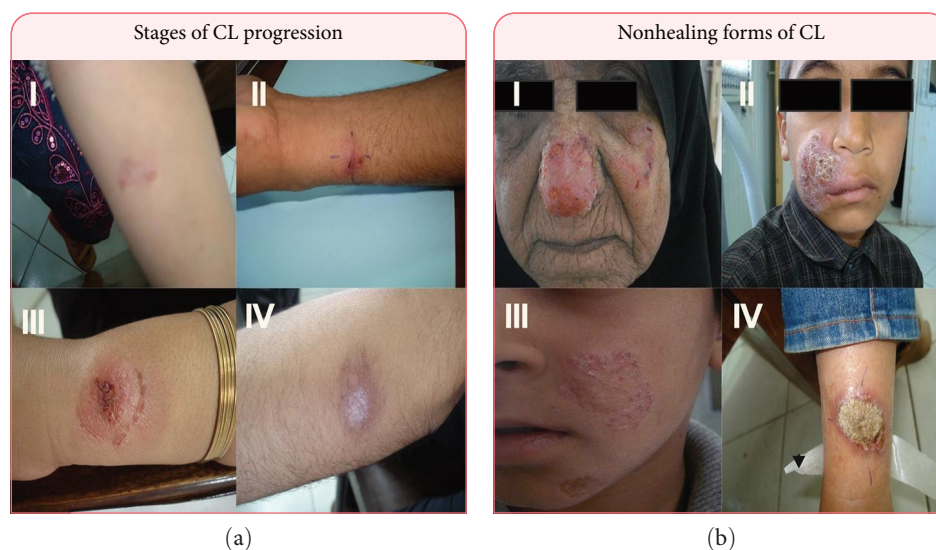 Stages of CL progression
I
II
III
IV
(a)
Nonhealing forms of CL
I
II
III
IV
(b)